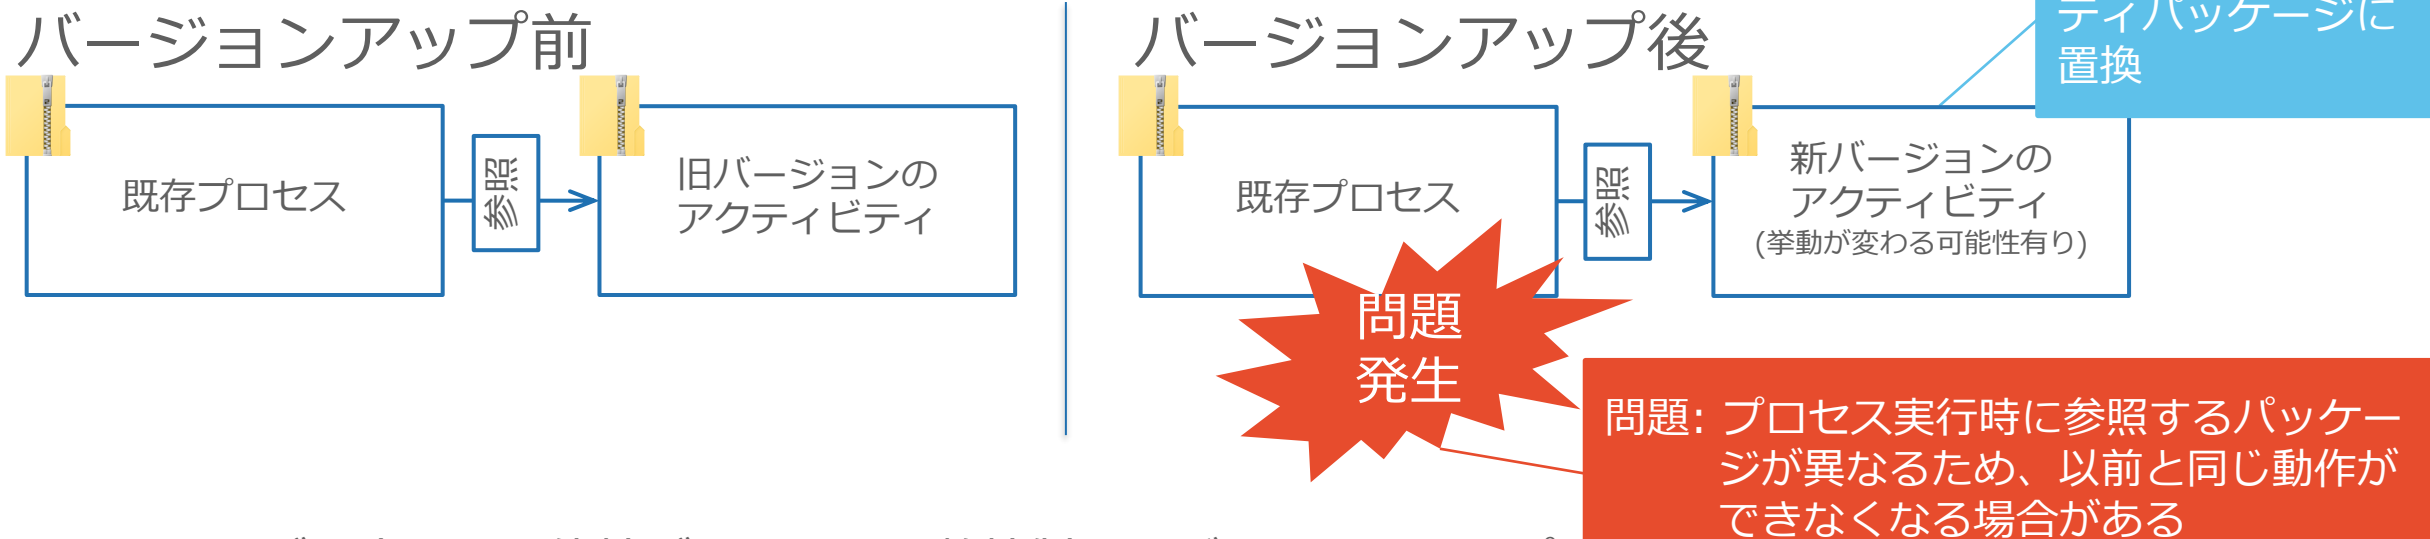 バージョンアップ前
既存プロセス
参照
旧バージョンの
アクティビティ
バージョンアップ後
ティパッケージに
置換
既存プロセス
参照
新バージョンの
アクティビティ
(挙動が変わる可能性有り)
問題
発生
問題: プロセス実行時に参照するパッケー
ジが異なるため、以前と同じ動作が
できなくなる場合がある